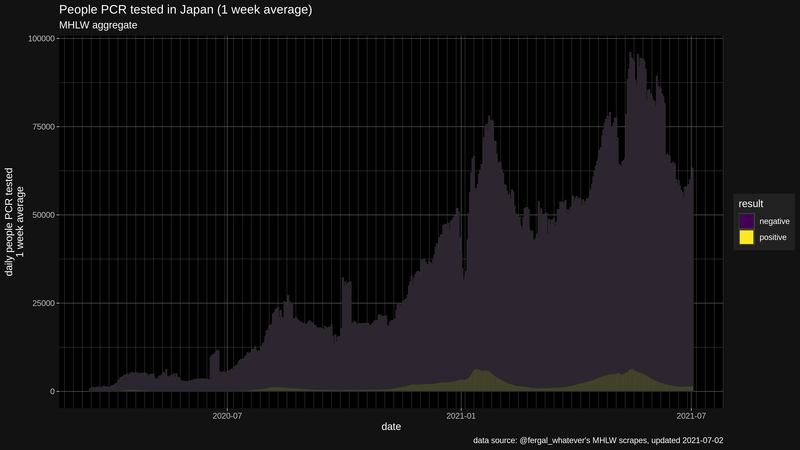 People PCR tested in Japan (1 week average)
MHLW aggregate
100000
75000
50000
25000
0
daily people PCR tested
1 week average
2020-07
2021-01
2021-07
date
result
negative
positive
data source: @fergal_whatever's MHLW scrapes, updated 2021-07-02